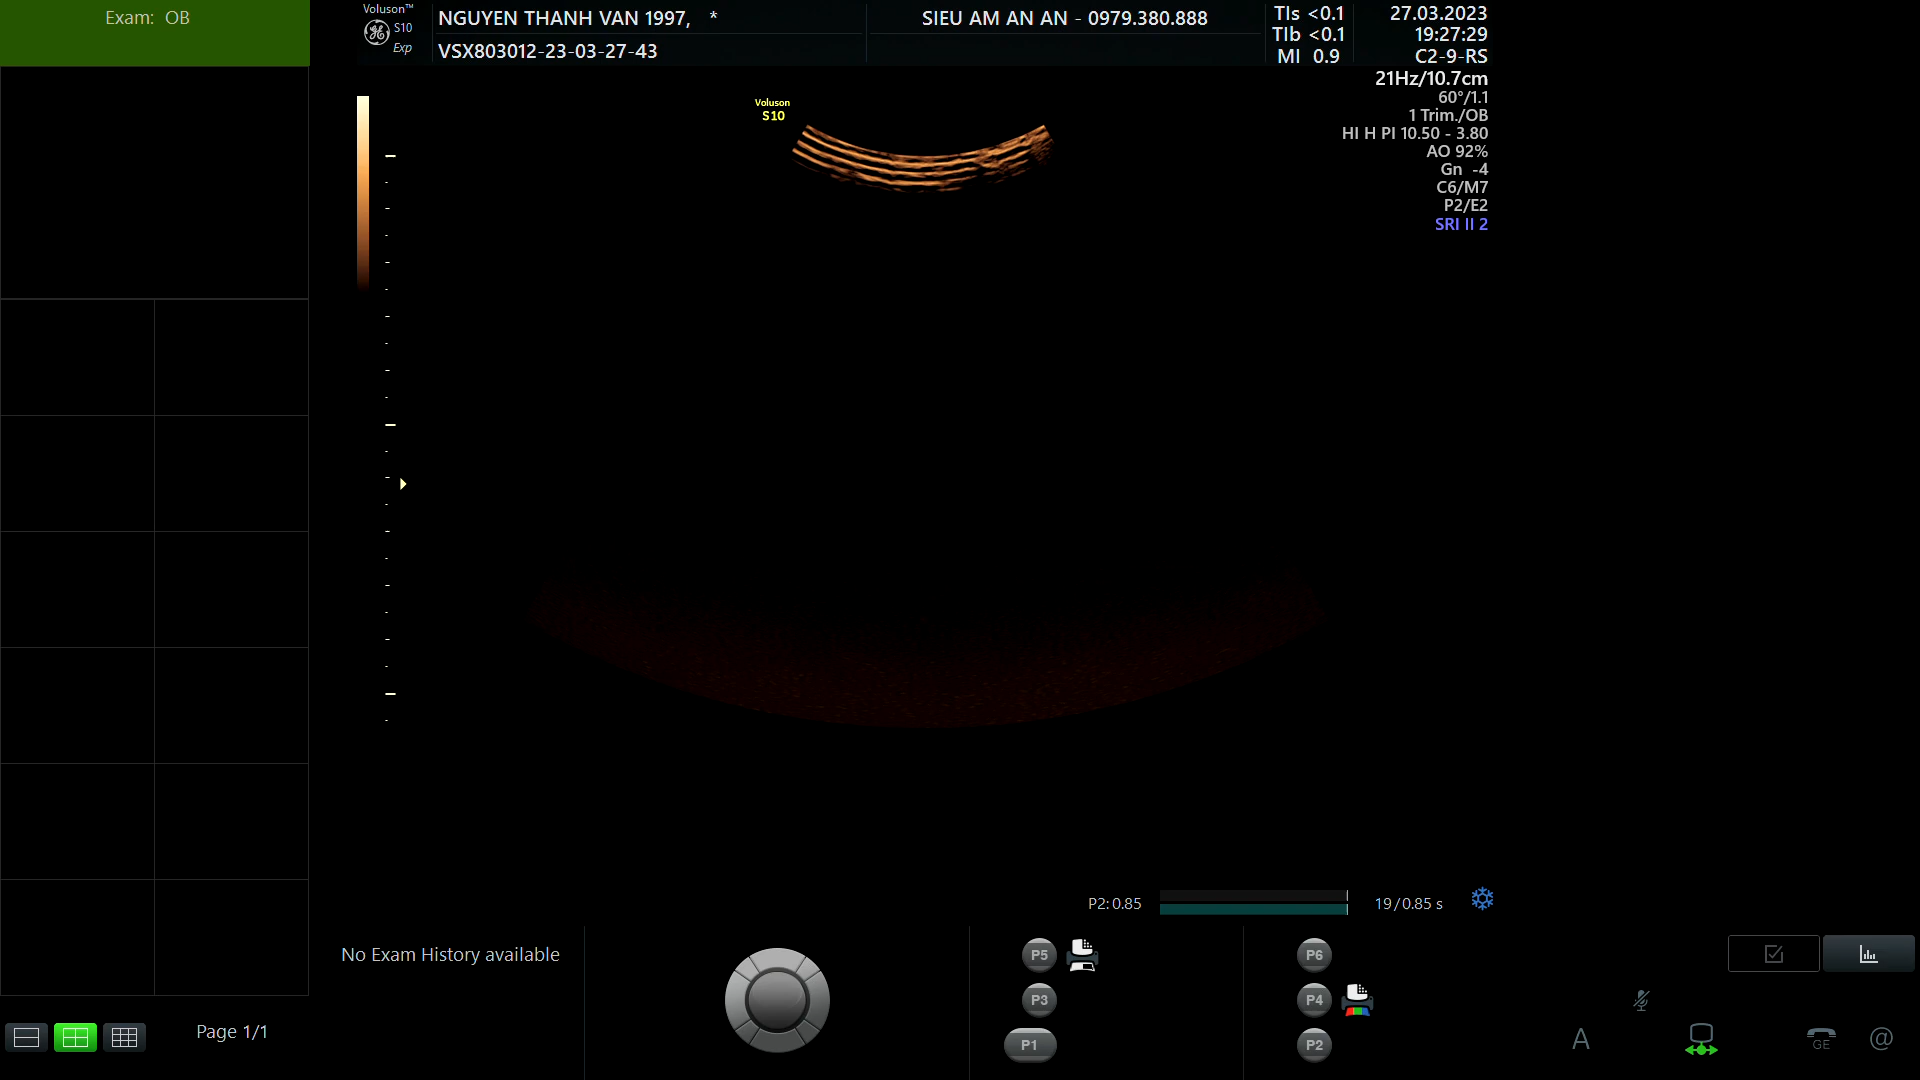 Exam: OB
Voluson™
S10
Exp
NGUYEN THANH VAN 1997, *
VSX803012-23-03-27-43
SIEU AM AN AN - 0979.380.888
TIs <0.1
TIb <0.1
MI 0.9
27.03.2023
19:27:29
C2-9-RS
21Hz/10.7cm
60°/1.1
1 Trim./OB
HI H PI 10.50 - 3.80
AO 92%
Gn -4
C6/M7
P2/E2
SRI II 2
Voluson
S10
P2: 0.85
19/0.85 s
No Exam History available
P5
P3
P1
P6
P4
P2
Page 1/1
A
GE
@